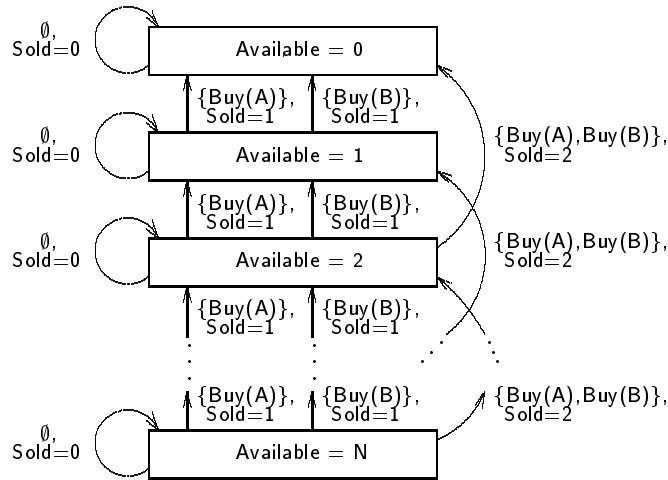 ∅,
Sold=0
Available = 0
{Buy(A)},
Sold=1
{Buy(B)},
Sold=1
{Buy(A),Buy(B)},
Sold=2
∅,
Sold=0
Available = 1
{Buy(A)},
Sold=1
{Buy(B)},
Sold=1
{Buy(A),Buy(B)},
Sold=2
∅,
Sold=0
Available = 2
{Buy(A)},
Sold=1
{Buy(B)},
Sold=1
{Buy(A)},
Sold=1
{Buy(B)},
Sold=1
{Buy(A),Buy(B)},
Sold=2
∅,
Sold=0
Available = N